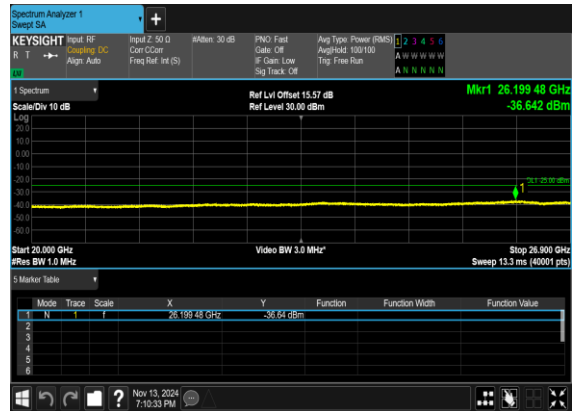 Spectrum Analyzer 1
Swept SA
+
KEYSIGHT Input: RF Input Z: 50 Ω #Atten: 30 dB PNO: Fast Avg Type: Power (RMS) 1 2 3 4 5 6
R T Coupling: DC Corr CCorr Gate: Off Avg|Hold: 100/100 A W W W W W
Align: Auto Freq Ref: Int (S) IF Gain: Low Trig: Free Run
Sig Track: Off A N N N N N
1 Spectrum Ref Lvl Offset 15.57 dB Mkr1 26.199 48 GHz
Scale/Div 10 dB Ref Level 30.00 dBm -36.642 dBm
Log
20.0
10.0
0.00
-10.0
-20.0
DL1 -25.00 dBm
1
-30.0
-40.0
-50.0
-60.0
Start 20.000 GHz Video BW 3.0 MHz* Stop 26.900 GHz
#Res BW 1.0 MHz Sweep 13.3 ms (40001 pts)
5 Marker Table
Mode Trace Scale X Y Function Function Width Function Value
1 N 1 f 26.199 48 GHz -36.64 dBm
2
3
4
5
6
? Nov 13, 2024
7:10:33 PM